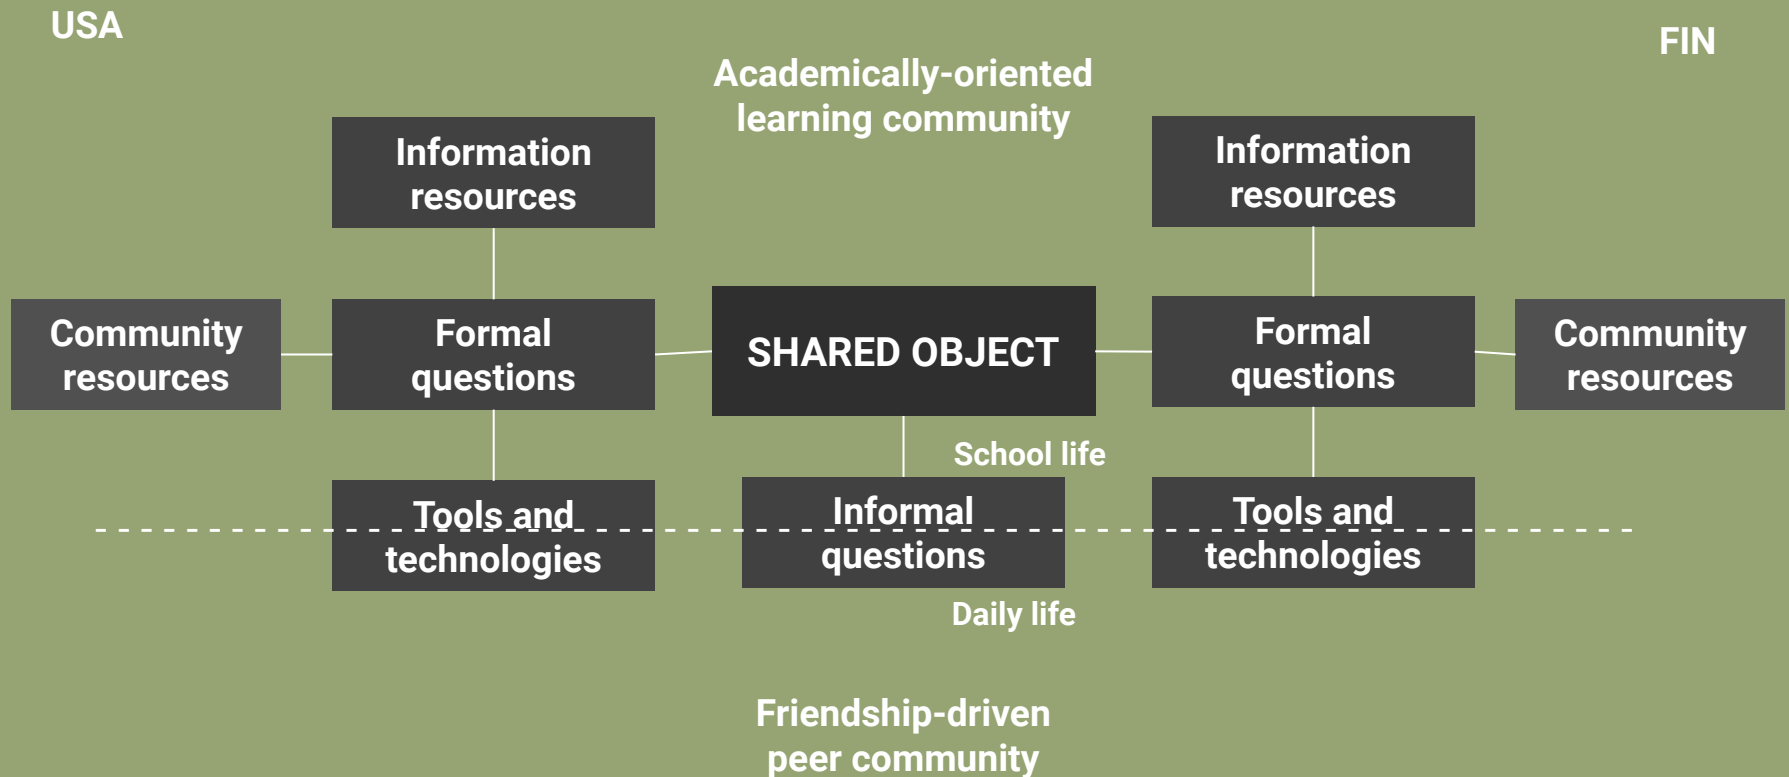 USA
FIN
Academically-oriented
learning community
Information
resources
Information
resources
Community
resources
Formal
questions
SHARED OBJECT
Formal
questions
Community
resources
School life
Tools and
technologies
Informal
questions
Tools and
technologies
Daily life
Friendship-driven
peer community